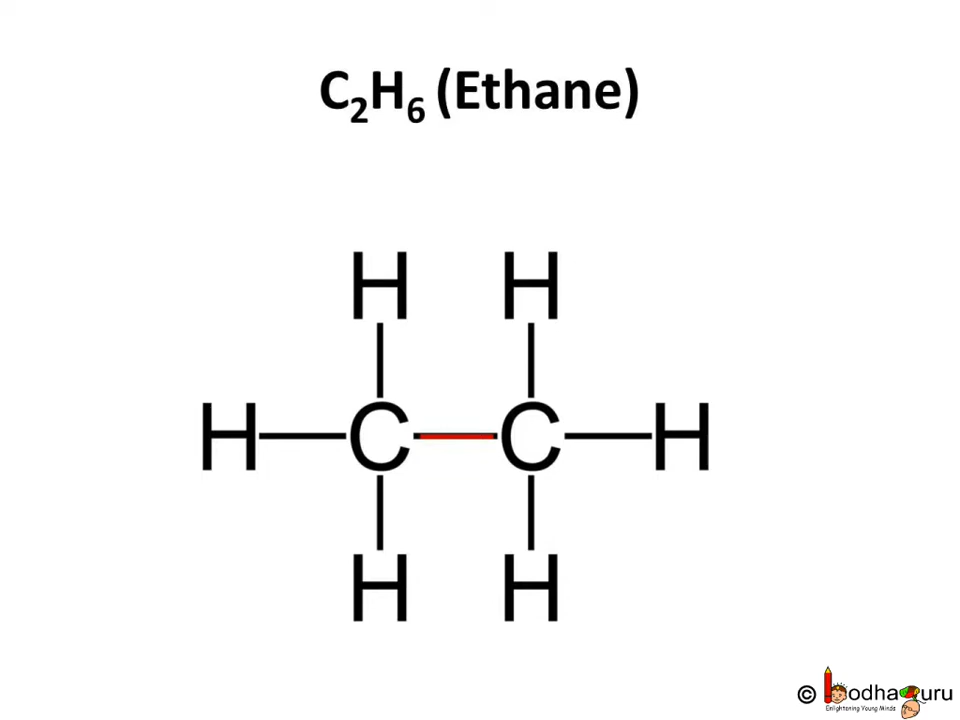 C₂H₆ (Ethane)
H H
H C C H
H H
© bodhaGuru
Enlightening Young Minds